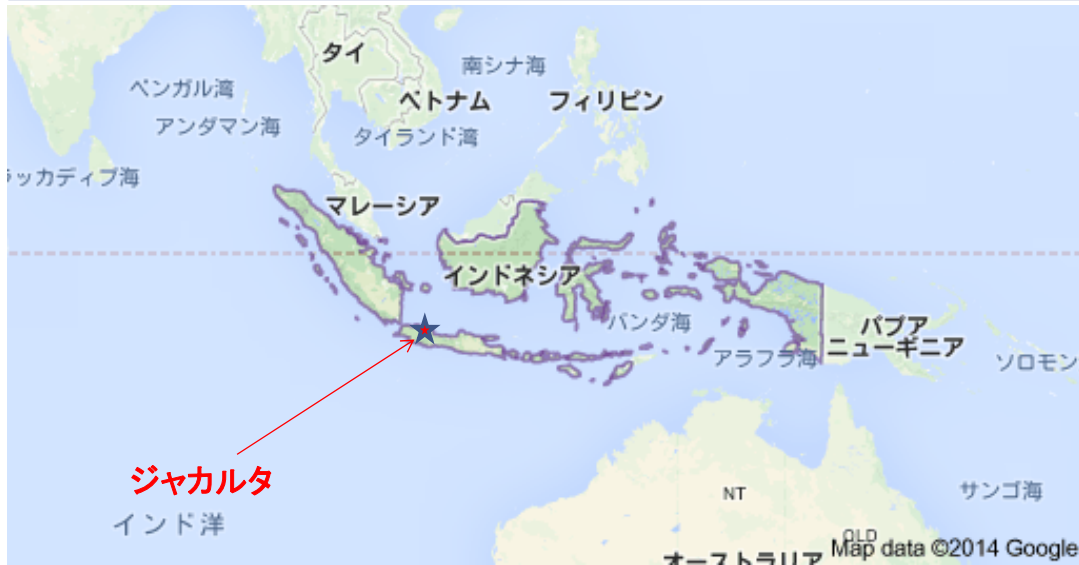 タイ
南シナ海
ベンガル湾
ベトナム
フィリピン
アンダマン海
タイランド湾
ラッカディブ海
マレーシア
インドネシア
バンダ海
パプア
ニューギニア
アラフラ海
ソロモン
ジャカルタ
NT
サンゴ海
インド洋
QLD
オーストラリア
Map data ©2014 Google